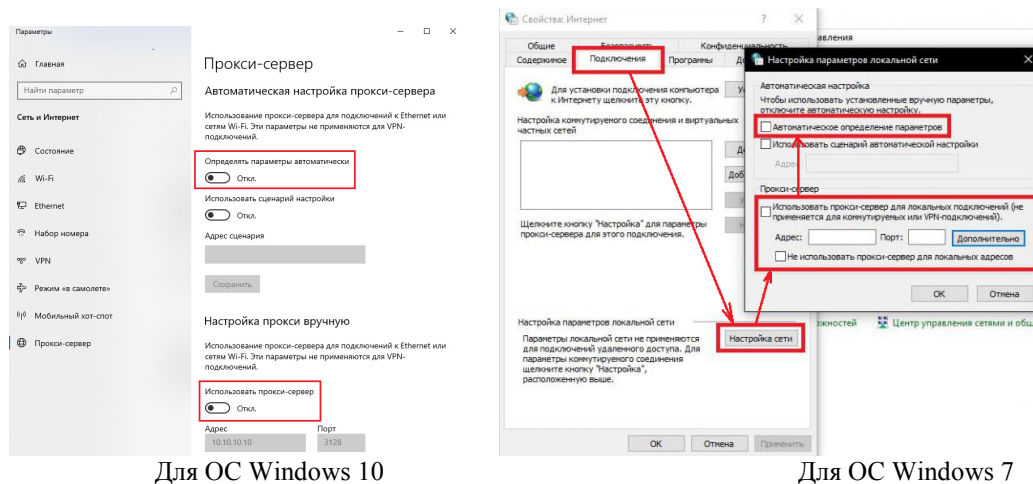 Параметры
Главная
Найти параметр
Сеть и Интернет
Состояние
Wi-Fi
Ethernet
Набор номера
VPN
Режим «в самолете»
Мобильный хот-спот
Прокси-сервер
Прокси-сервер
Автоматическая настройка прокси-сервера
Использование прокси-сервера для подключений к Ethernet или
сетям Wi-Fi. Эти параметры не применяются для VPN-
подключений.
Определять параметры автоматически
Откл.
Использовать сценарий настройки
Откл.
Адрес сценария
Сохранить
Настройка прокси вручную
Использование прокси-сервера для подключений к Ethernet или
сетям Wi-Fi. Эти параметры не применяются для VPN-
подключений.
Использовать прокси-сервер
Откл.
Адрес Порт
10.10.10.10 3128
Для ОС Windows 10
Свойства: Интернет
Общие Безопасность Конфиденциальность
Содержимое Подключения Программы
Для установки подключения компьютера
к Интернету щелкните эту кнопку.
Настройка коммутируемого соединения и виртуальных
частных сетей
Щелкните кнопку "Настройка" для параметры
прокси-сервера для этого подключения.
Настройка параметров локальной сети
Параметры локальной сети не применяются
для подключений удаленного доступа. Для
параметры коммутируемого соединения
щелкните кнопку "Настройка",
расположенную выше.
Настройка сети
ОК Отмена Применить
авления
Настройка параметров локальной сети
Автоматическая настройка
Чтобы использовать установленные вручную параметры,
отключите автоматическую настройку.
Автоматическое определение параметров
Использовать сценарий автоматической настройки
Адрес
Прокси-сервер
Использовать прокси-сервер для локальных подключений (не
применяется для коммутируемых или VPN-подключений).
Адрес: Порт: Дополнительно
Не использовать прокси-сервер для локальных адресов
ОК Отмена
жностей Центр управления сетями и общ
Для ОС Windows 7